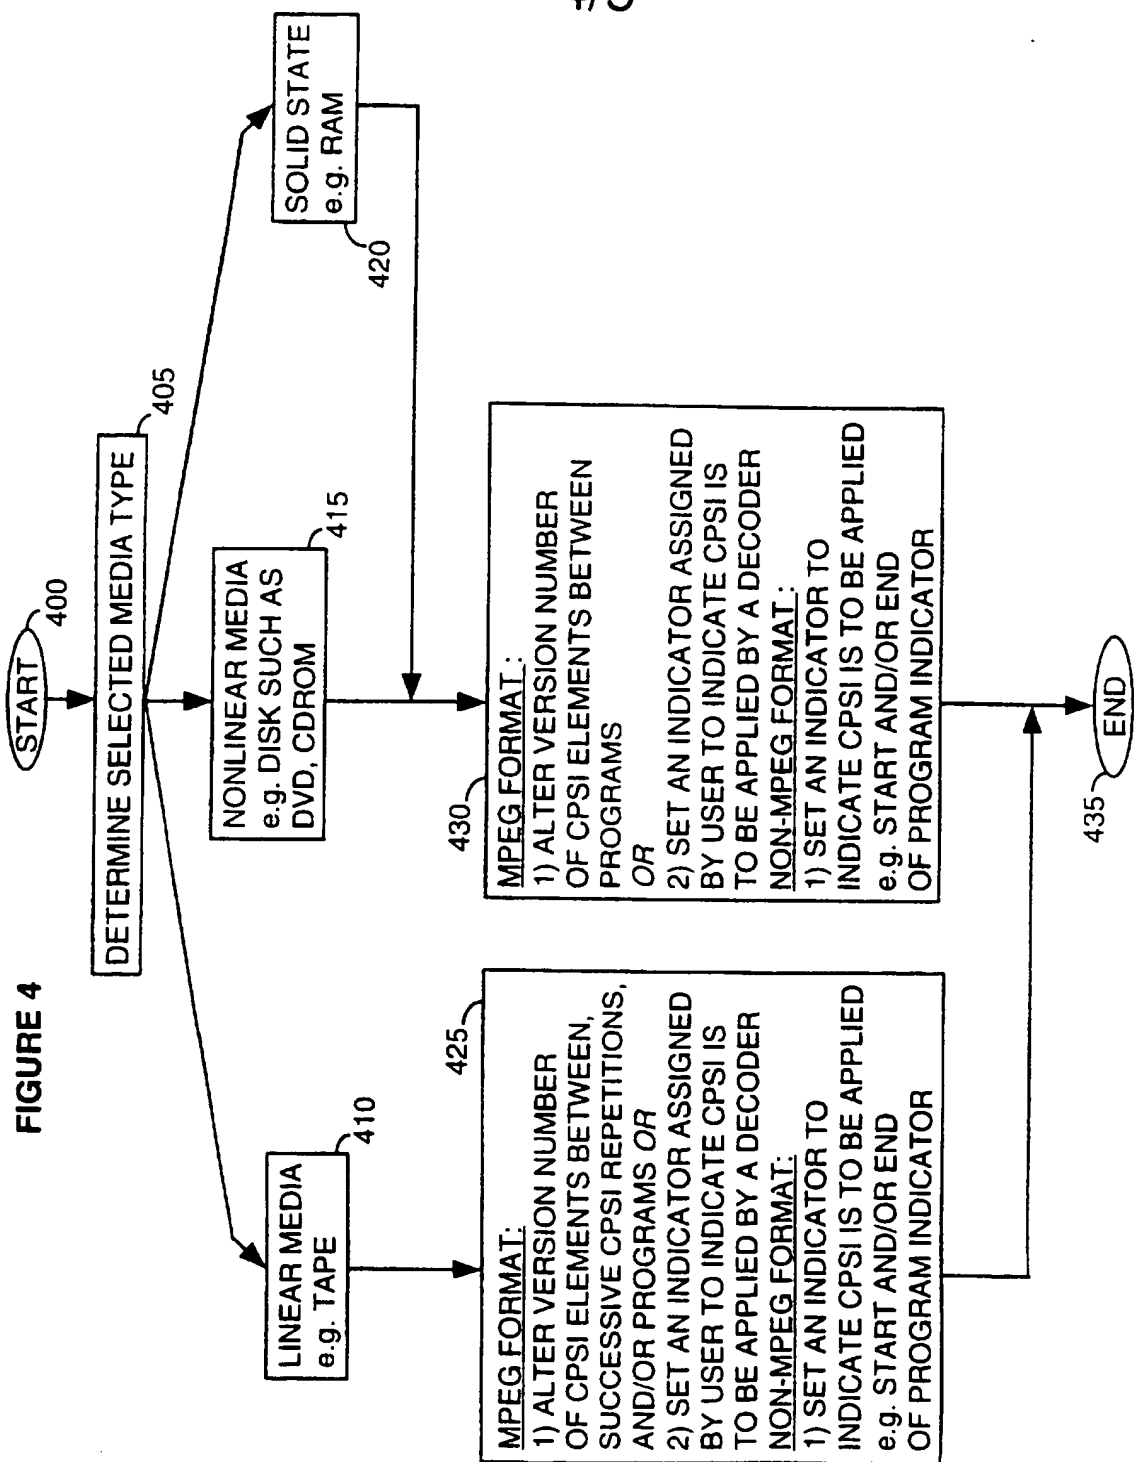 FIGURE 4
START
400
DETERMINE SELECTED MEDIA TYPE
405
LINEAR MEDIA
e.g. TAPE
410
NONLINEAR MEDIA
e.g. DISK SUCH AS
DVD, CDROM
415
SOLID STATE
e.g. RAM
420
425
MPEG FORMAT:
1) ALTER VERSION NUMBER
OF CPSI ELEMENTS BETWEEN,
SUCCESSIVE CPSI REPETITIONS,
AND/OR PROGRAMS OR
2) SET AN INDICATOR ASSIGNED
BY USER TO INDICATE CPSI IS
TO BE APPLIED BY A DECODER
NON-MPEG FORMAT:
1) SET AN INDICATOR TO
INDICATE CPSI IS TO BE APPLIED
e.g. START AND/OR END
OF PROGRAM INDICATOR
430
MPEG FORMAT :
1) ALTER VERSION NUMBER
OF CPSI ELEMENTS BETWEEN
PROGRAMS
OR
2) SET AN INDICATOR ASSIGNED
BY USER TO INDICATE CPSI IS
TO BE APPLIED BY A DECODER
NON-MPEG FORMAT :
1) SET AN INDICATOR TO
INDICATE CPSI IS TO BE APPLIED
e.g. START AND/OR END
OF PROGRAM INDICATOR
435
END